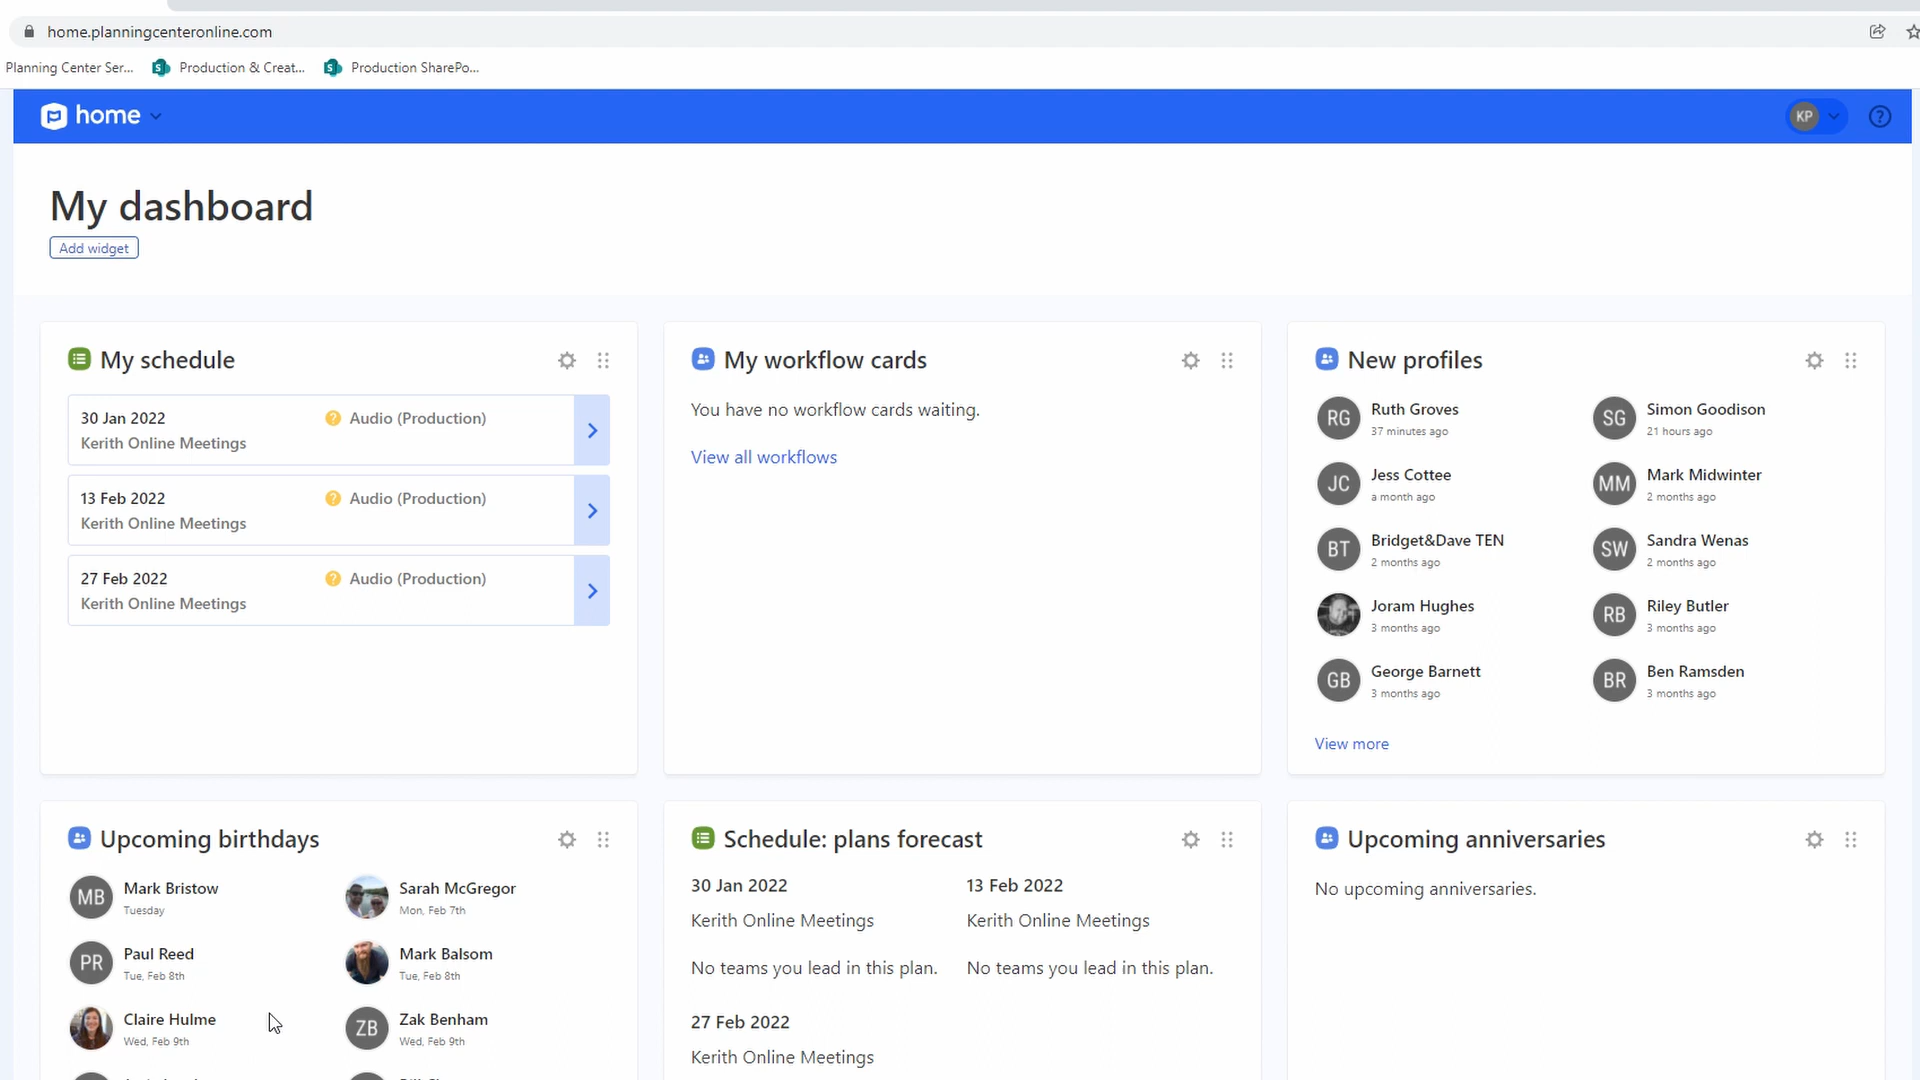 home.planningcenteronline.com
Planning Center Ser...
Production & Creat...
Production SharePo...
home
KP
My dashboard
Add widget
My schedule
30 Jan 2022
Audio (Production)
Kerith Online Meetings
13 Feb 2022
Audio (Production)
Kerith Online Meetings
27 Feb 2022
Audio (Production)
Kerith Online Meetings
My workflow cards
You have no workflow cards waiting.
View all workflows
New profiles
RG
Ruth Groves
37 minutes ago
SG
Simon Goodison
21 hours ago
JC
Jess Cottee
a month ago
MM
Mark Midwinter
2 months ago
BT
Bridget&Dave TEN
2 months ago
SW
Sandra Wenas
2 months ago
Joram Hughes
3 months ago
RB
Riley Butler
3 months ago
GB
George Barnett
3 months ago
BR
Ben Ramsden
3 months ago
View more
Upcoming birthdays
MB
Mark Bristow
Tuesday
Sarah McGregor
Mon, Feb 7th
PR
Paul Reed
Tue, Feb 8th
Mark Balsom
Tue, Feb 8th
Claire Hulme
Wed, Feb 9th
ZB
Zak Benham
Wed, Feb 9th
Schedule: plans forecast
30 Jan 2022
Kerith Online Meetings
No teams you lead in this plan.
13 Feb 2022
Kerith Online Meetings
No teams you lead in this plan.
27 Feb 2022
Kerith Online Meetings
Upcoming anniversaries
No upcoming anniversaries.